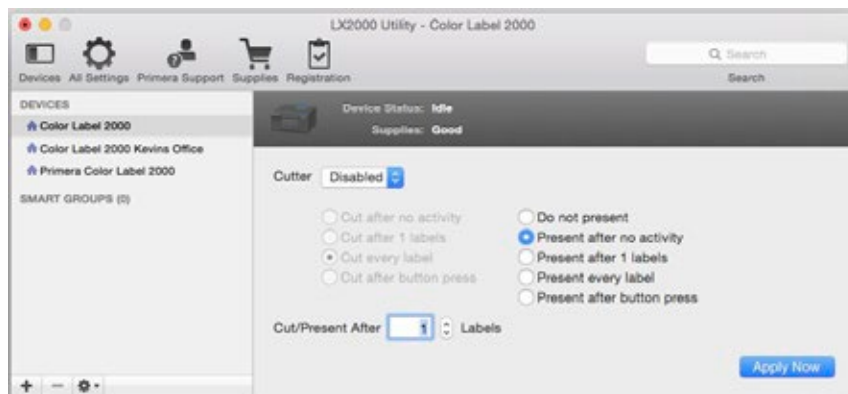 LX2000 Utility - Color Label 2000
Devices All Settings Primera Support Supplies Registration
Search
Search
DEVICES
Color Label 2000
Color Label 2000 Kevins Office
Primera Color Label 2000
SMART GROUPS (0)
Device Status: Idle
Supplies: Good
Cutter Disabled
Cut after no activity
Cut after 1 labels
Cut every label
Cut after button press
Do not present
Present after no activity
Present after 1 labels
Present every label
Present after button press
Cut/Present After 1 Labels
Apply Now